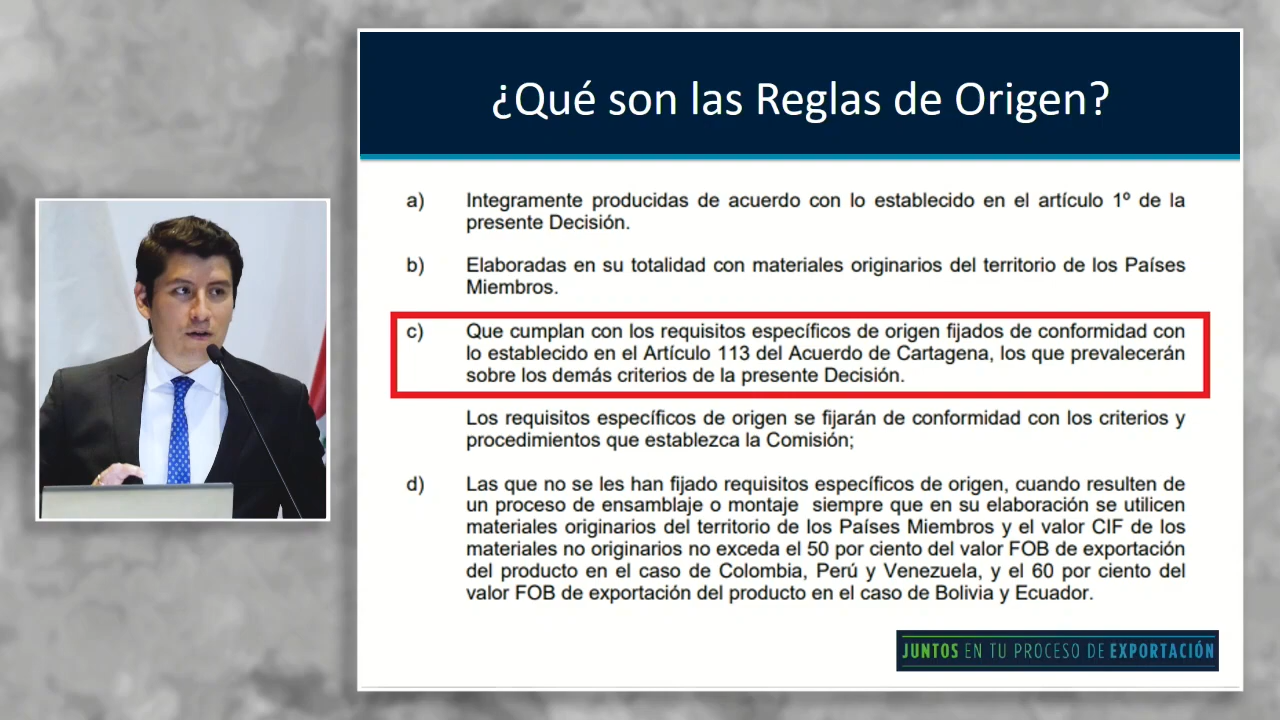 ¿Qué son las Reglas de Origen?
a) Integramente producidas de acuerdo con lo establecido en el artículo 1º de la
presente Decisión.
b) Elaboradas en su totalidad con materiales originarios del territorio de los Países
Miembros.
c) Que cumplan con los requisitos específicos de origen fijados de conformidad con
lo establecido en el Artículo 113 del Acuerdo de Cartagena, los que prevalecerán
sobre los demás criterios de la presente Decisión.
Los requisitos específicos de origen se fijarán de conformidad con los criterios y
procedimientos que establezca la Comisión;
d) Las que no se les han fijado requisitos específicos de origen, cuando resulten de
un proceso de ensamblaje o montaje siempre que en su elaboración se utilicen
materiales originarios del territorio de los Países Miembros y el valor CIF de los
materiales no originarios no exceda el 50 por ciento del valor FOB de exportación
del producto en el caso de Colombia, Perú y Venezuela, y el 60 por ciento del
valor FOB de exportación del producto en el caso de Bolivia y Ecuador.
JUNTOS EN TU PROCESO DE EXPORTACIÓN